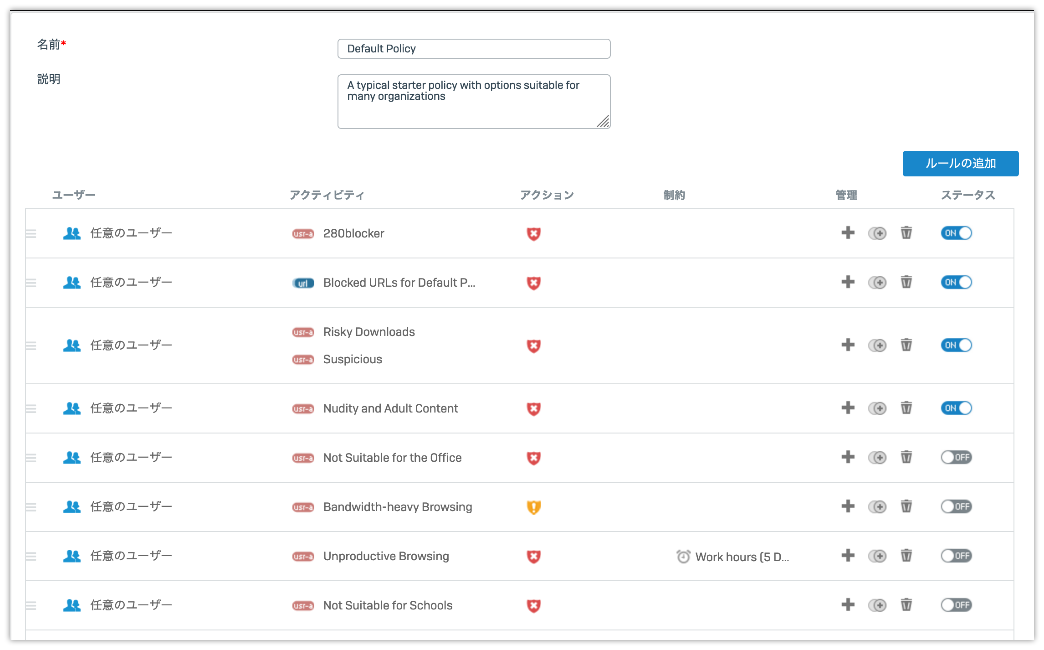 名前*
Default Policy
説明
A typical starter policy with options suitable for
many organizations
ルールの追加
ユーザー アクティビティ アクション 制約 管理 ステータス
任意のユーザー usr-a 280blocker ON
任意のユーザー url Blocked URLs for Default P... ON
usr-a Risky Downloads
任意のユーザー ON
usr-a Suspicious
任意のユーザー usr-a Nudity and Adult Content ON
任意のユーザー usr-a Not Suitable for the Office OFF
任意のユーザー usr-a Bandwidth-heavy Browsing OFF
任意のユーザー usr-a Unproductive Browsing Work hours (5 D... OFF
任意のユーザー usr-a Not Suitable for Schools OFF